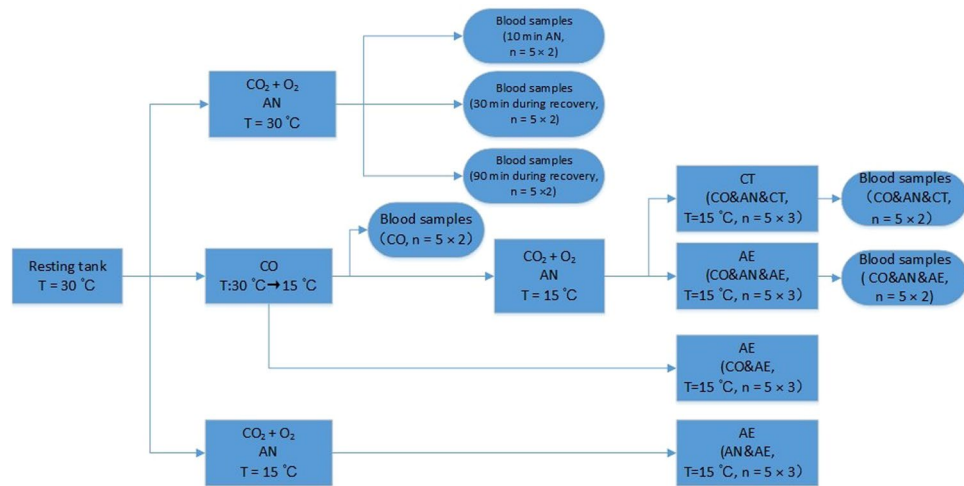 Blood samples
(10 min AN,
n = 5 × 2)
CO₂ + O₂
AN
T = 30 ℃
Blood samples
(30 min during recovery,
n = 5 × 2)
Blood samples
(90 min during recovery,
n = 5 ×2)
Blood samples
(CO, n = 5 × 2)
CT
(CO&AN&CT,
T=15 ℃, n = 5 × 3)
Blood samples
(CO&AN&CT,
n = 5 × 2)
Resting tank
T = 30 ℃
CO
T:30 ℃→15 ℃
CO₂ + O₂
AN
T = 15 ℃
AE
(CO&AN&AE,
T=15 ℃, n = 5 × 3)
Blood samples
( CO&AN&AE,
n = 5 × 2)
AE
(CO&AE,
T=15 ℃, n = 5 × 3)
CO₂ + O₂
AN
T = 15 ℃
AE
(AN&AE,
T=15 ℃, n = 5 × 3)